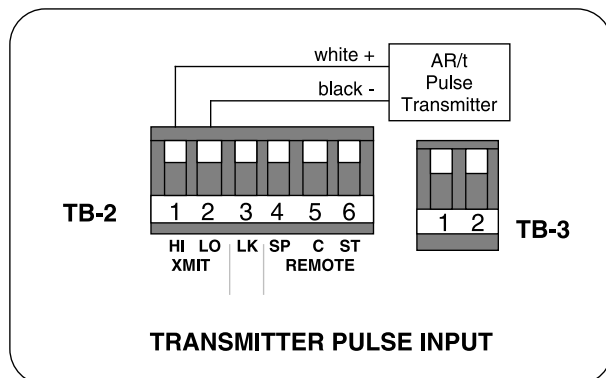 white +
black -
AR/t
Pulse
Transmitter
TB-2
1 2 3 4 5 6
HI LO LK SP C ST
XMIT REMOTE
1 2
TB-3
TRANSMITTER PULSE INPUT